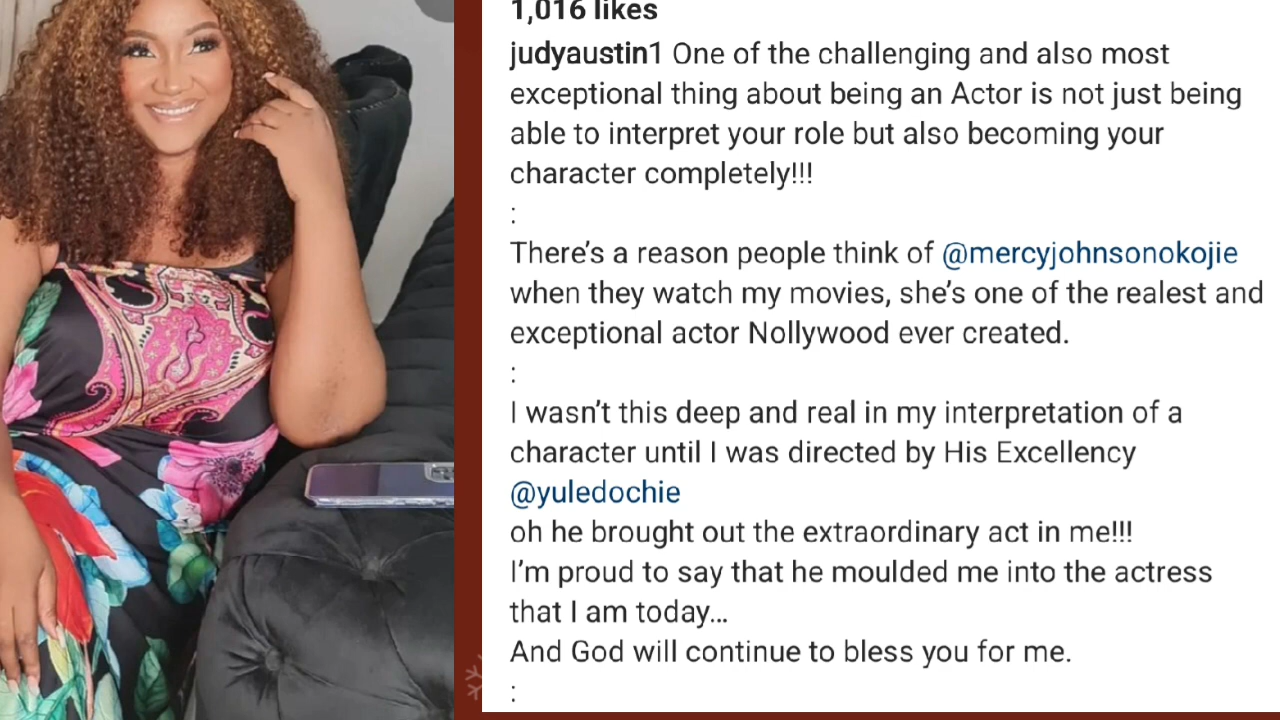 1,016 likes
judyaustin1 One of the challenging and also most
exceptional thing about being an Actor is not just being
able to interpret your role but also becoming your
character completely!!!
:
There’s a reason people think of @mercyjohnsonokojie
when they watch my movies, she’s one of the realest and
exceptional actor Nollywood ever created.
:
I wasn’t this deep and real in my interpretation of a
character until I was directed by His Excellency
@yuledochie
oh he brought out the extraordinary act in me!!!
I’m proud to say that he moulded me into the actress
that I am today...
And God will continue to bless you for me.
: